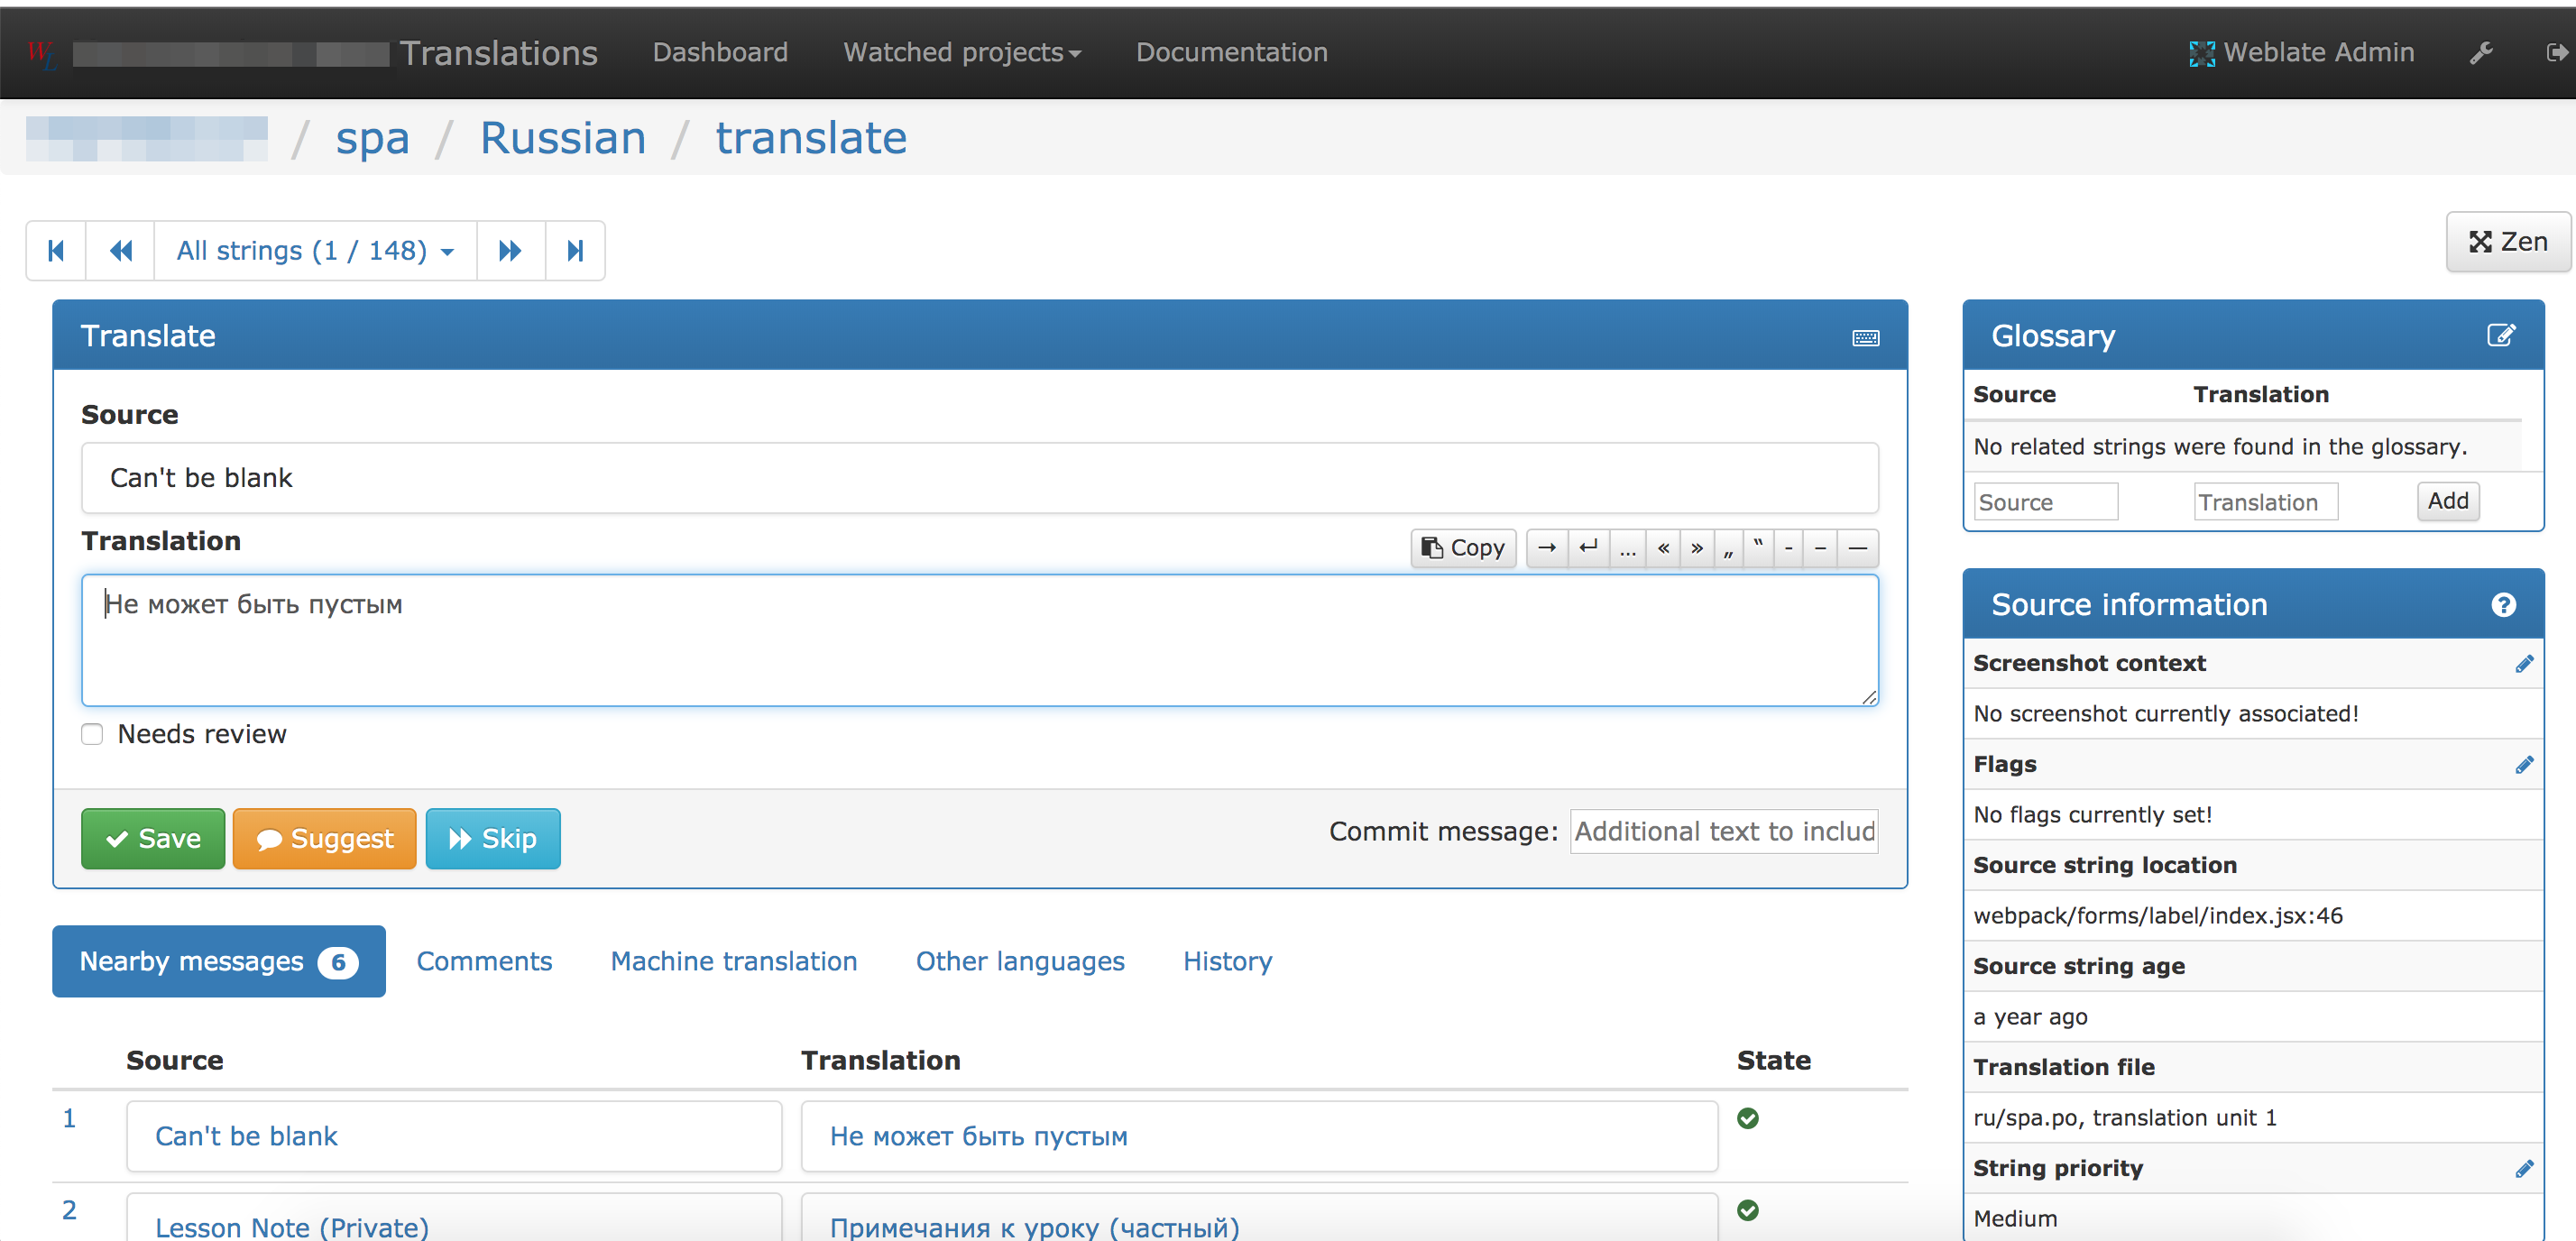 WL Translations Dashboard Watched projects Documentation Weblate Admin
/ spa / Russian / translate
All strings (1 / 148)
Zen
Translate
Source
Can't be blank
Translation
Copy → ↵ … « » „ “ - – —
Не может быть пустым
Needs review
Save Suggest Skip
Commit message: Additional text to includ
Nearby messages 6 Comments Machine translation Other languages History
Source Translation State
1 Can't be blank Не может быть пустым
2 Lesson Note (Private) Примечания к уроку (частный)
Glossary
Source Translation
No related strings were found in the glossary.
Source Translation Add
Source information
Screenshot context
No screenshot currently associated!
Flags
No flags currently set!
Source string location
webpack/forms/label/index.jsx:46
Source string age
a year ago
Translation file
ru/spa.po, translation unit 1
String priority
Medium